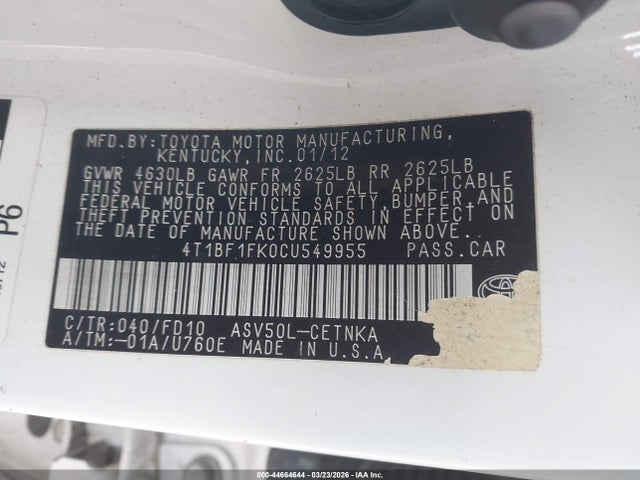 MFD.BY:TOYOTA MOTOR MANUFACTURING,
KENTUCKY,INC.01/12
GVWR 4630LB GAWR FR 2625LB RR 2625LB
THIS VEHICLE CONFORMS TO ALL APPLICABLE
FEDERAL MOTOR VEHICLE SAFETY, BUMPER,AND
THEFT PREVENTION STANDARDS IN EFFECT ON
THE DATE OF MANUFACTURE SHOWN ABOVE..
4T1BF1FK0CU549955 PASS.CAR
C/TR:040/FD10 ASV50L-CETNKA
A/TM:-01A/U760E MADE IN U.S.A
P6
000-44664644 | 03/23/2026 | IAA Inc.